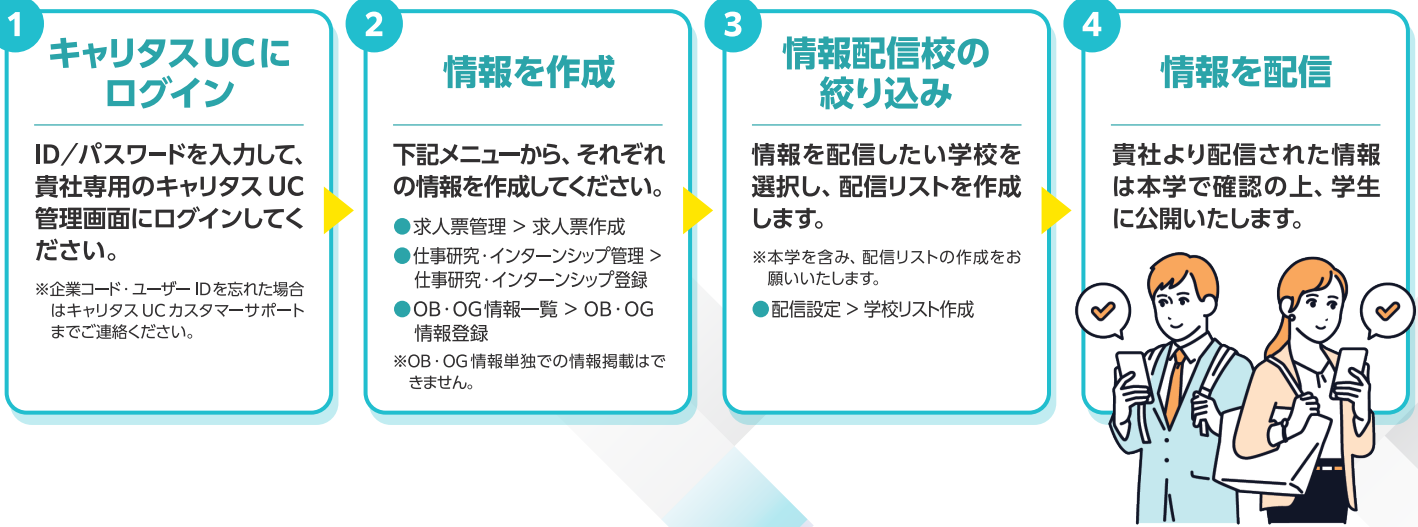 1
キャリタスUCに
ログイン
ID/パスワードを入力して、
貴社専用のキャリタス UC
管理画面にログインしてく
ださい。
※企業コード・ユーザー IDを忘れた場合
はキャリタス UC カスタマーサポート
までご連絡ください。
2
情報を作成
下記メニューから、それぞれ
の情報を作成してください。
●求人票管理 > 求人票作成
●仕事研究・インターンシップ管理 >
仕事研究・インターンシップ登録
●OB・OG情報一覧 > OB・OG
情報登録
※OB・OG情報単独での情報掲載はで
きません。
3
情報配信校の
絞り込み
情報を配信したい学校を
選択し、配信リストを作成
します。
※本学を含み、配信リストの作成をお
願いいたします。
●配信設定 > 学校リスト作成
4
情報を配信
貴社より配信された情報
は本学で確認の上、学生
に公開いたします。